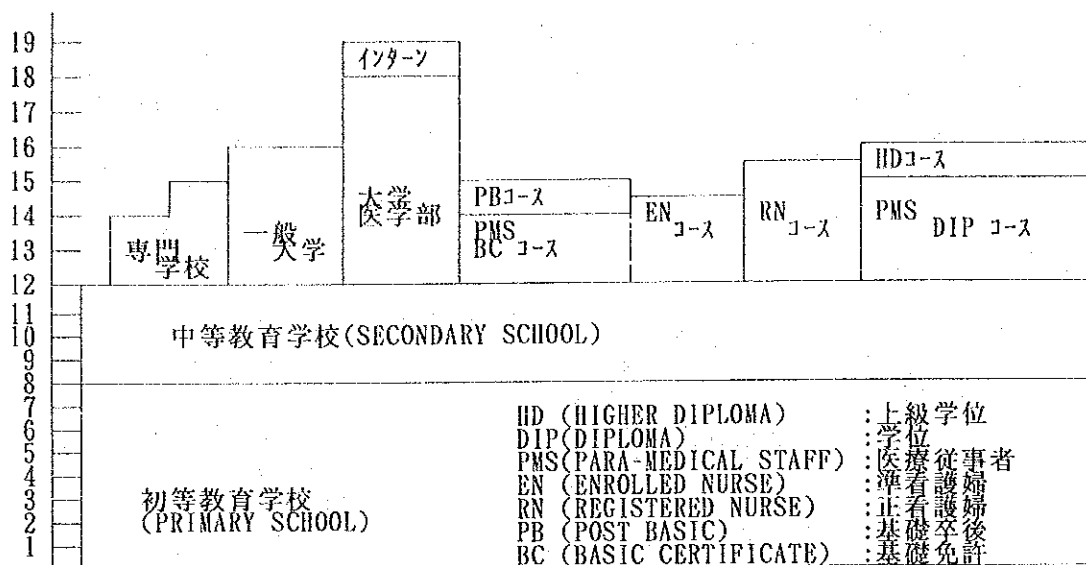 19
18
17
16
15
14
13
12
11
10
9
8
7
6
5
4
3
2
1
専門
学校
一般
大学
インターン
大学
医学部
PBコース
PMS
BC コース
EN
コース
RN
コース
HDコース
PMS
DIP コース
中等教育学校(SECONDARY SCHOOL)
初等教育学校
(PRIMARY SCHOOL)
HD (HIGHER DIPLOMA) :上級学位
DIP(DIPLOMA) :学位
PMS(PARA-MEDICAL STAFF) :医療従事者
EN (ENROLLED NURSE) :準看護婦
RN (REGISTERED NURSE) :正看護婦
PB (POST BASIC) :基礎卒後
BC (BASIC CERTIFICATE) :基礎免許